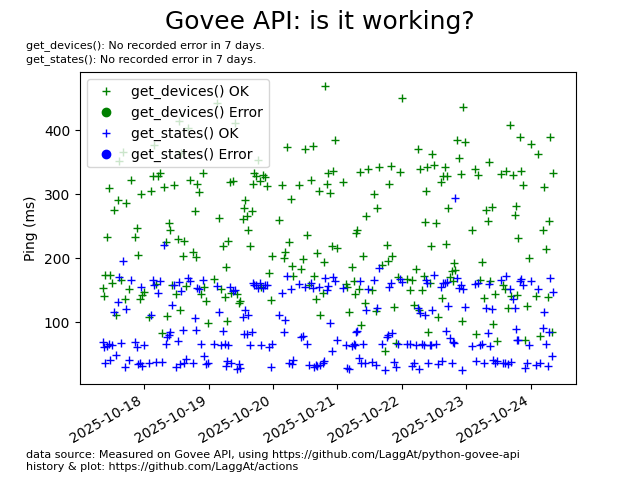 Govee API: is it working?
get_devices(): No recorded error in 7 days.
get_states(): No recorded error in 7 days.
get_devices() OK
get_devices() Error
get_states() OK
get_states() Error
Ping (ms)
400
300
200
100
2025-10-18
2025-10-19
2025-10-20
2025-10-21
2025-10-22
2025-10-23
2025-10-24
data source: Measured on Govee API, using https://github.com/LaggAt/python-govee-api
history & plot: https://github.com/LaggAt/actions